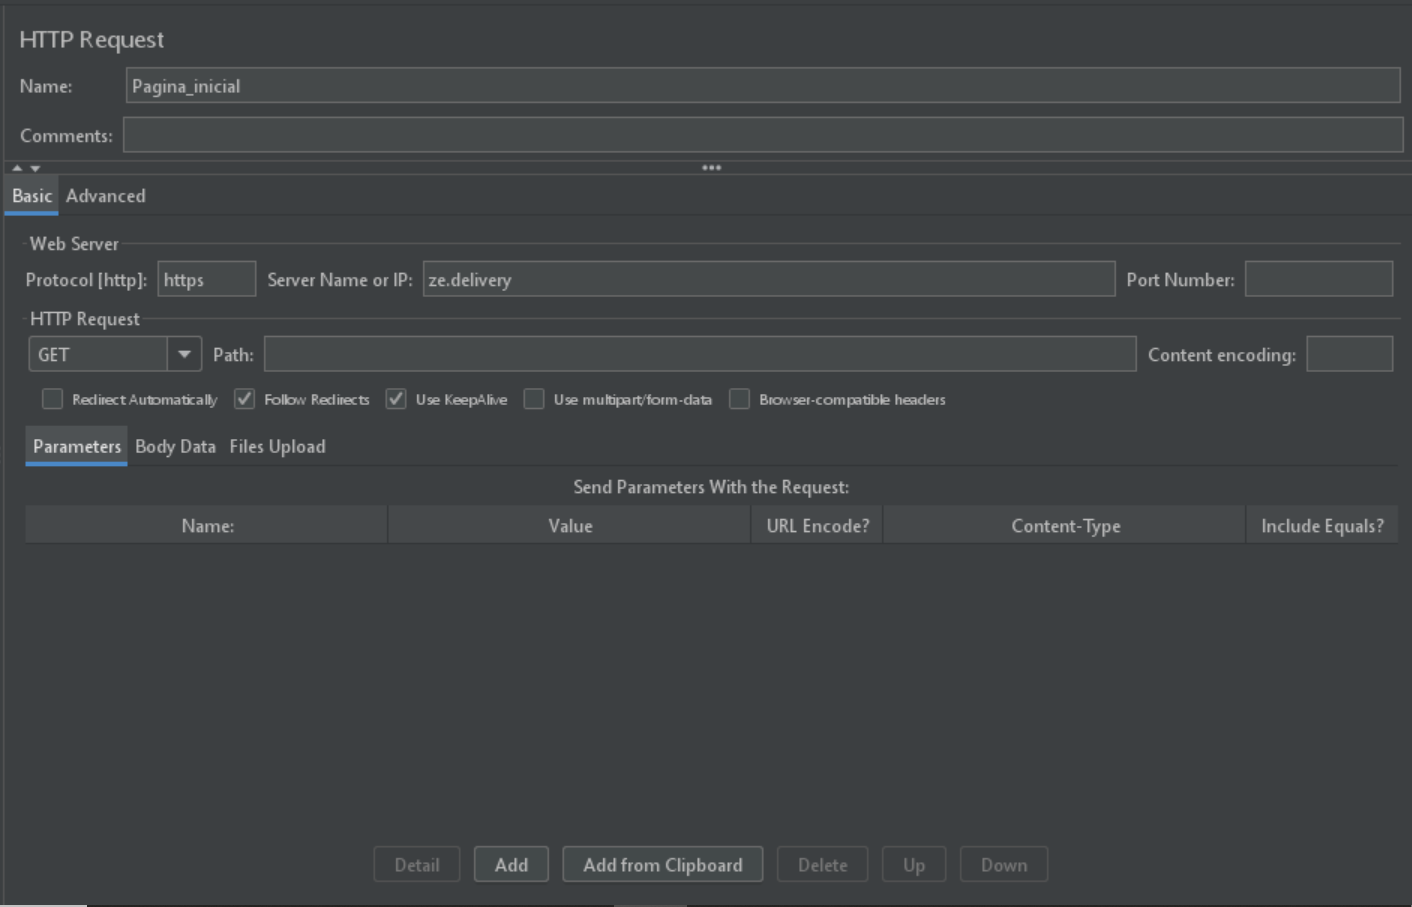 HTTP Request
Name: Pagina_inicial
Comments:
Basic Advanced
Web Server
Protocol [http]: https Server Name or IP: ze.delivery Port Number:
HTTP Request
GET Path: Content encoding:
Redirect Automatically Follow Redirects Use KeepAlive Use multipart/form-data Browser-compatible headers
Parameters Body Data Files Upload
Send Parameters With the Request:
Name: Value URL Encode? Content-Type Include Equals?
Detail Add Add from Clipboard Delete Up Down